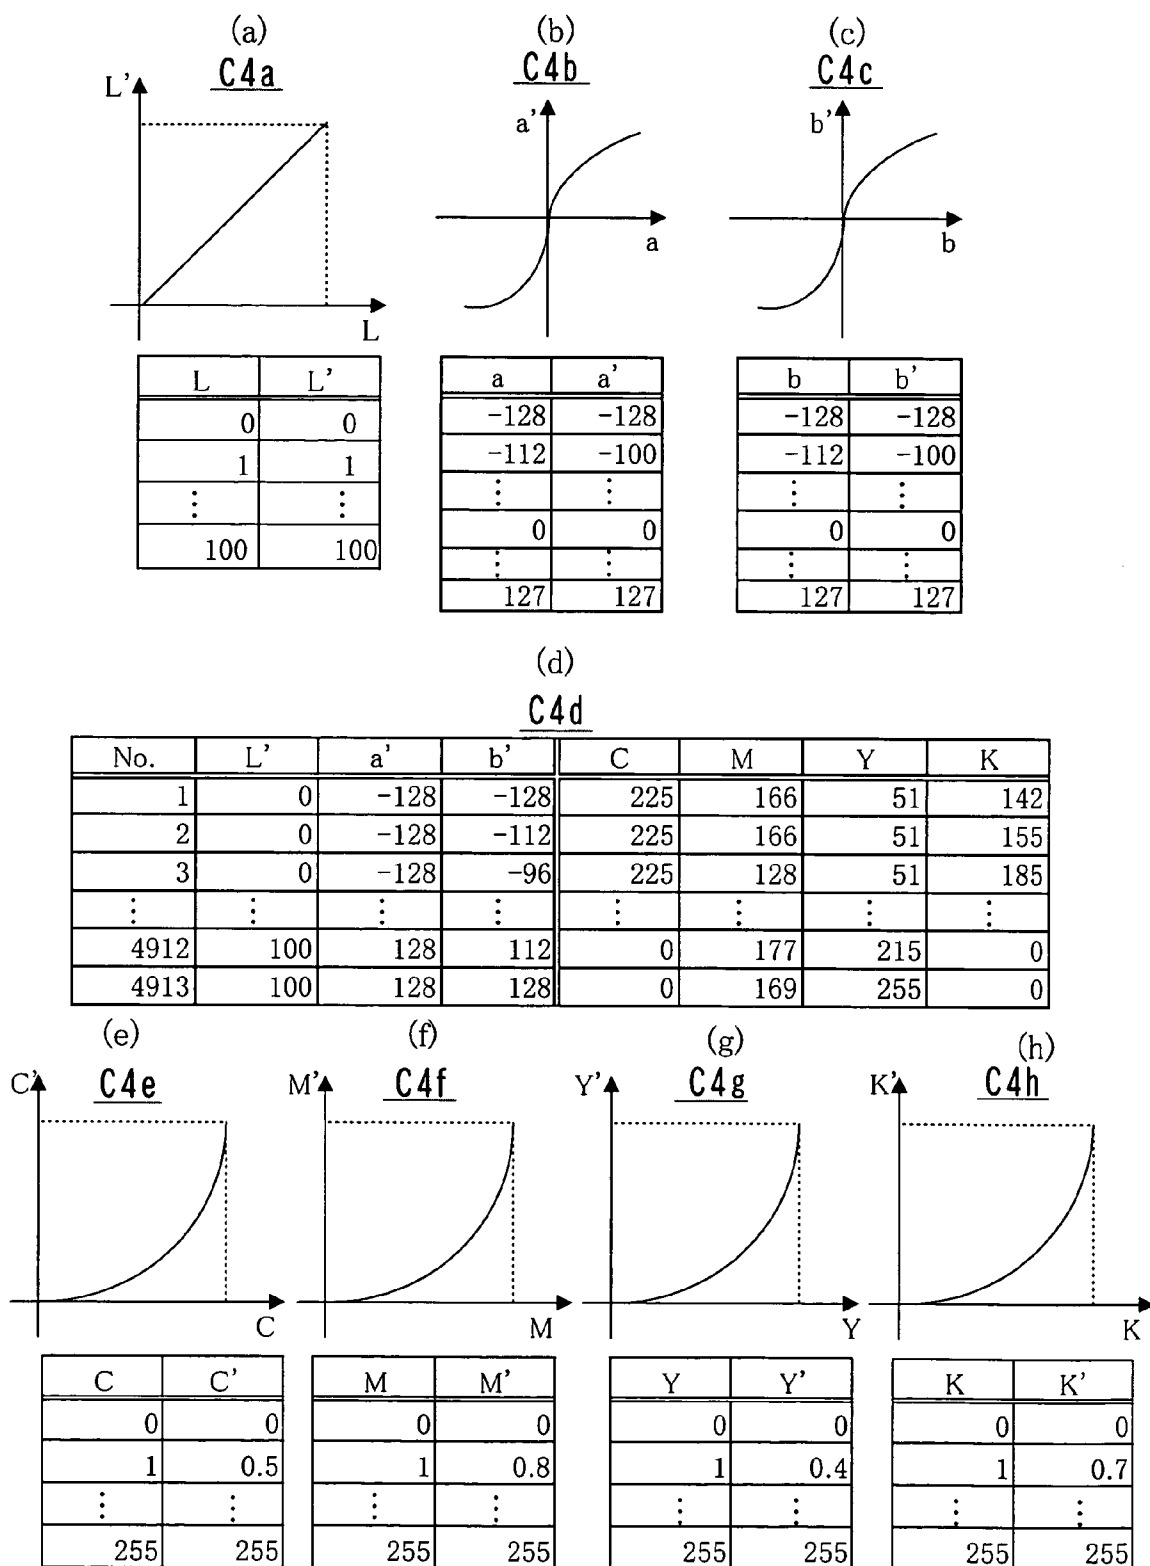 (a) (b) (c)
C4a C4b C4c
L' a' b'
L a b
L L'
0 0
1 1
⋮ ⋮
100 100
a a'
-128 -128
-112 -100
⋮ ⋮
0 0
⋮ ⋮
127 127
b b'
-128 -128
-112 -100
⋮ ⋮
0 0
⋮ ⋮
127 127
(d)
C4d
No. L' a' b' C M Y K
1 0 -128 -128 225 166 51 142
2 0 -128 -112 225 166 51 155
3 0 -128 -96 225 128 51 185
⋮ ⋮ ⋮ ⋮ ⋮ ⋮ ⋮ ⋮
4912 100 128 112 0 177 215 0
4913 100 128 128 0 169 255 0
(e) (f) (g) (h)
C' C4e M' C4f Y' C4g K' C4h
C M Y K
C C'
0 0
1 0.5
⋮ ⋮
255 255
M M'
0 0
1 0.8
⋮ ⋮
255 255
Y Y'
0 0
1 0.4
⋮ ⋮
255 255
K K'
0 0
1 0.7
⋮ ⋮
255 255